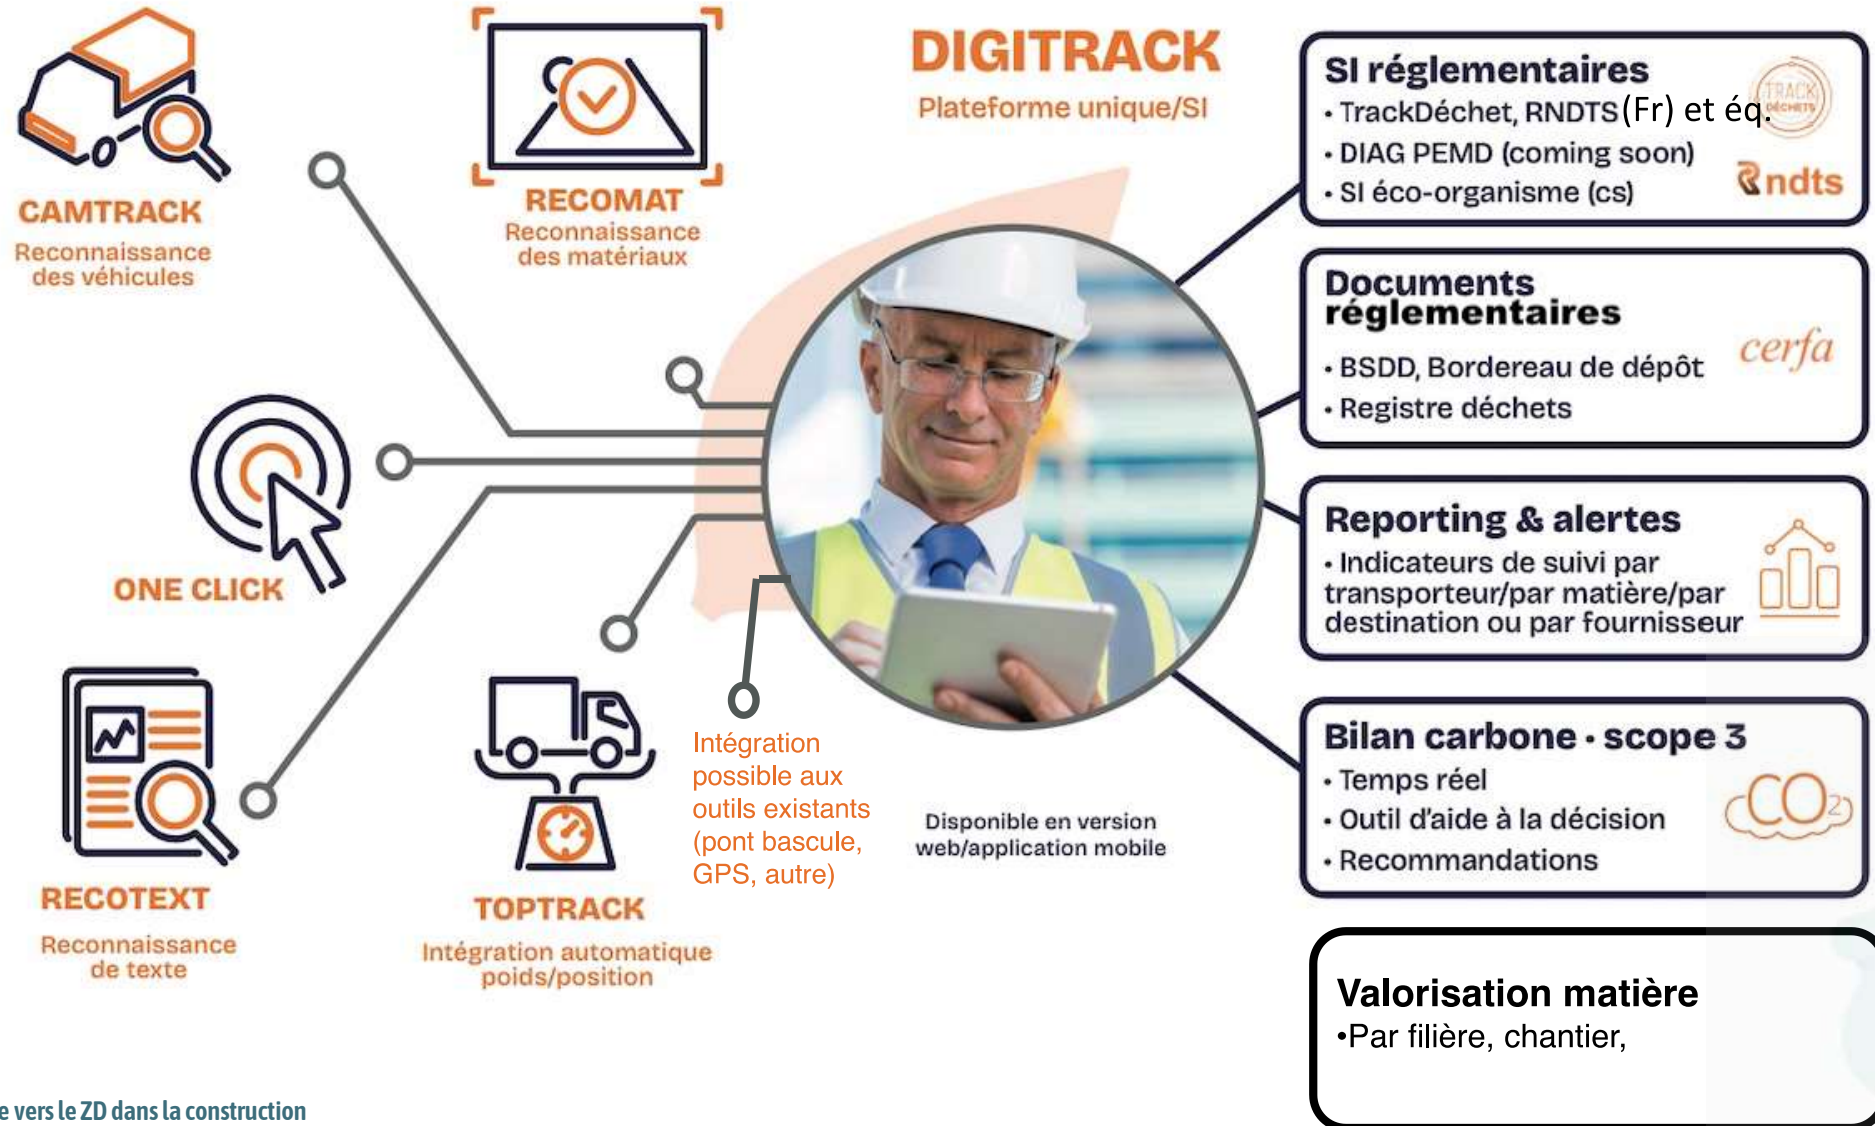 CAMTRACK
Reconnaissance
des véhicules
RECOMAT
Reconnaissance
des matériaux
DIGITRACK
Plateforme unique/SI
ONE CLICK
RECOTEXT
Reconnaissance
de texte
TOPTRACK
Intégration automatique
poids/position
Intégration
possible aux
outils existants
(pont bascule,
GPS, autre)
Disponible en version
web/application mobile
SI réglementaires
• TrackDéchet, RNDTS (Fr) et éq.
• DIAG PEMD (coming soon)
• SI éco-organisme (cs)
TRACK
DÉCHETS
Rndts
Documents
réglementaires
• BSDD, Bordereau de dépôt
• Registre déchets
cerfa
Reporting & alertes
• Indicateurs de suivi par
transporteur/par matière/par
destination ou par fournisseur
Bilan carbone · scope 3
• Temps réel
• Outil d'aide à la décision
• Recommandations
CO2
Valorisation matière
•Par filière, chantier,
e vers le ZD dans la construction